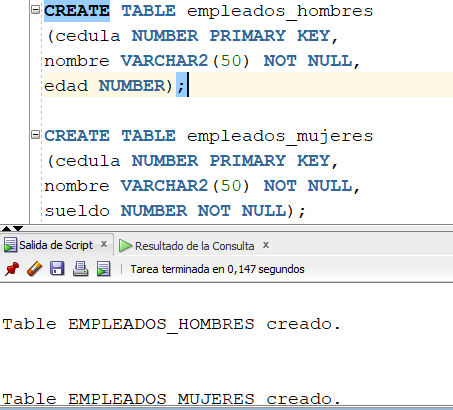 CREATE TABLE empleados_hombres
(cedula NUMBER PRIMARY KEY,
nombre VARCHAR2(50) NOT NULL,
edad NUMBER);
CREATE TABLE empleados_mujeres
(cedula NUMBER PRIMARY KEY,
nombre VARCHAR2(50) NOT NULL,
sueldo NUMBER NOT NULL);
Salida de Script x Resultado de la Consulta x
Tarea terminada en 0,147 segundos
Table EMPLEADOS_HOMBRES creado.
Table EMPLEADOS_MUJERES creado.